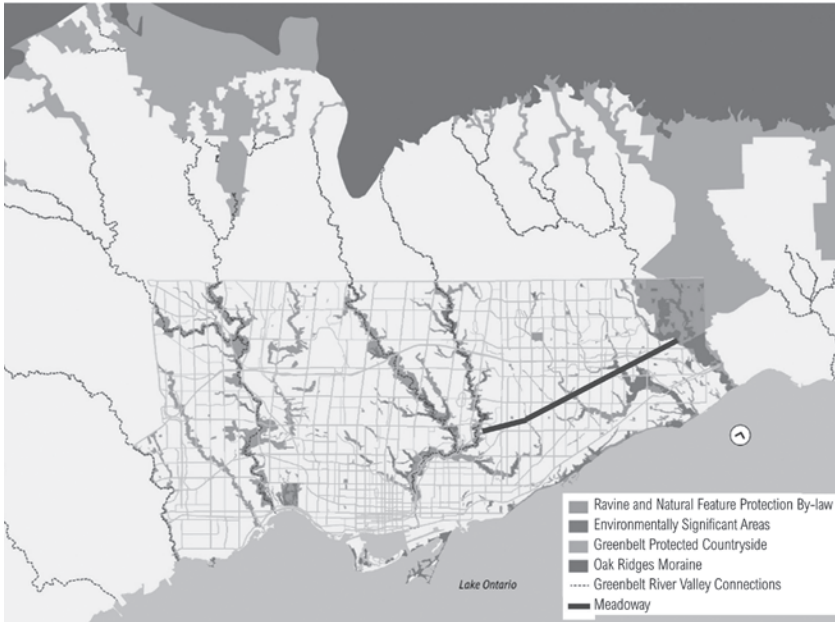 Ravine and Natural Feature Protection By-law
Environmentally Significant Areas
Greenbelt Protected Countryside
Lake Ontario
Oak Ridges Moraine
Greenbelt River Valley Connections
Meadoway